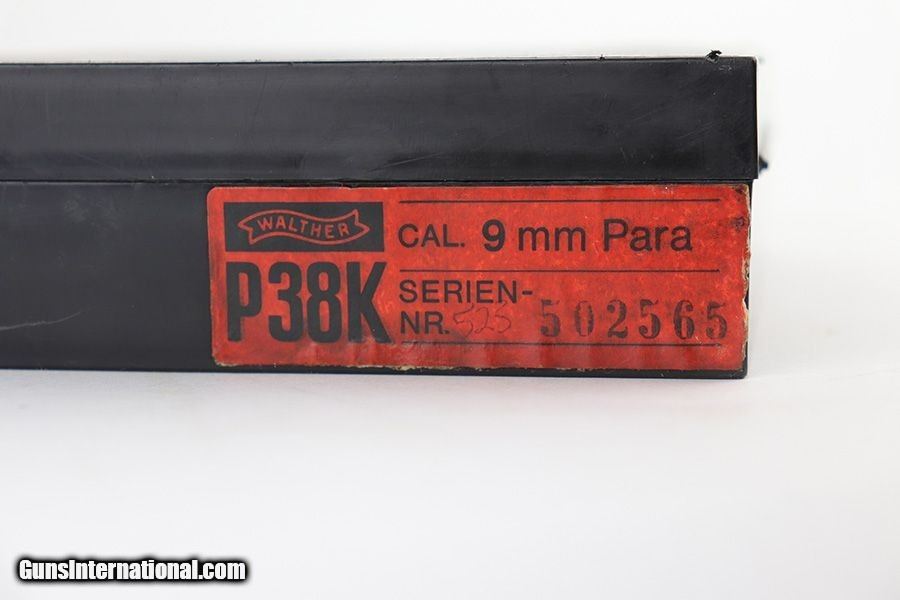 WALTHER
P38K
CAL. 9 mm Para
SERIEN-
NR. 525 502565
GunsInternational.com